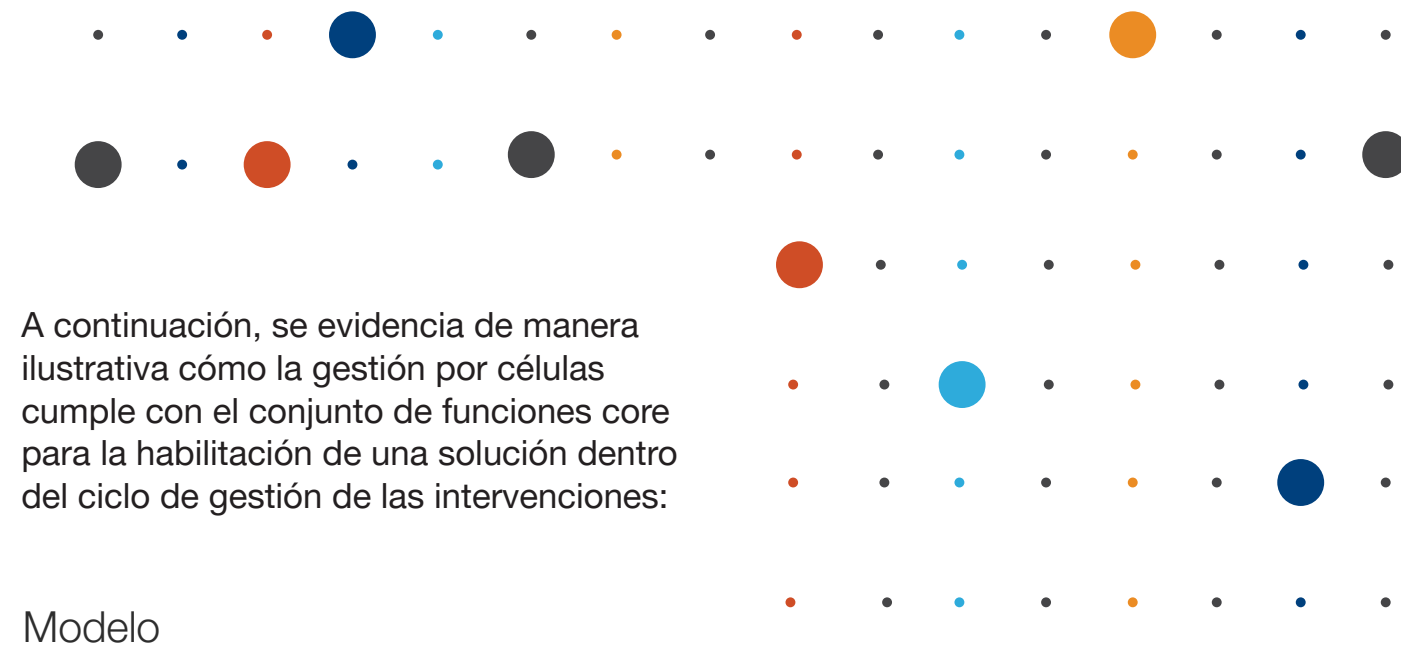 A continuación, se evidencia de manera
ilustrativa cómo la gestión por células
cumple con el conjunto de funciones core
para la habilitación de una solución dentro
del ciclo de gestión de las intervenciones:
Modelo